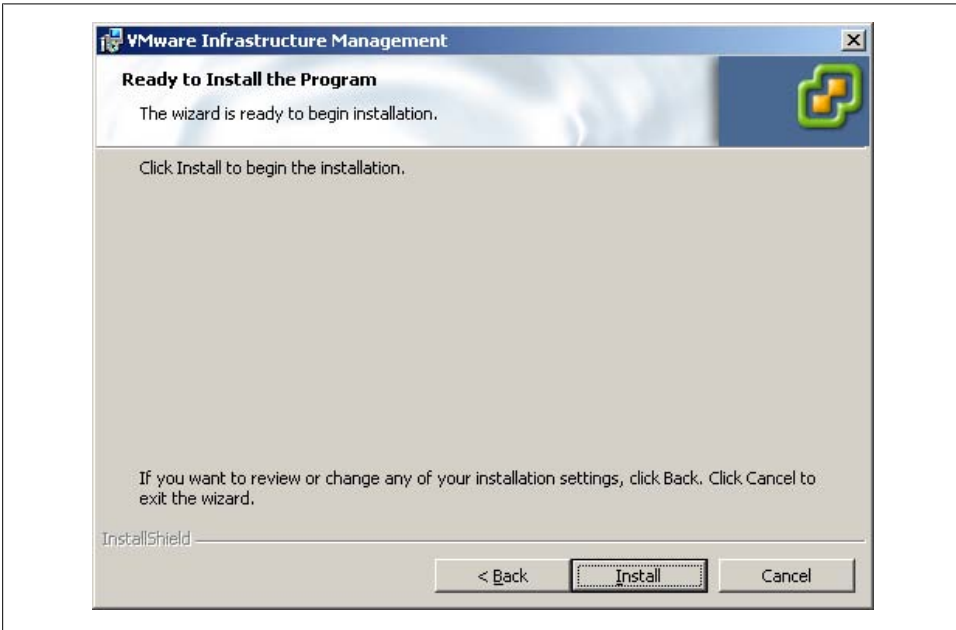 VMware Infrastructure Management
Ready to Install the Program
The wizard is ready to begin installation.
Click Install to begin the installation.
If you want to review or change any of your installation settings, click Back. Click Cancel to
exit the wizard.
InstallShield
< Back
Install
Cancel